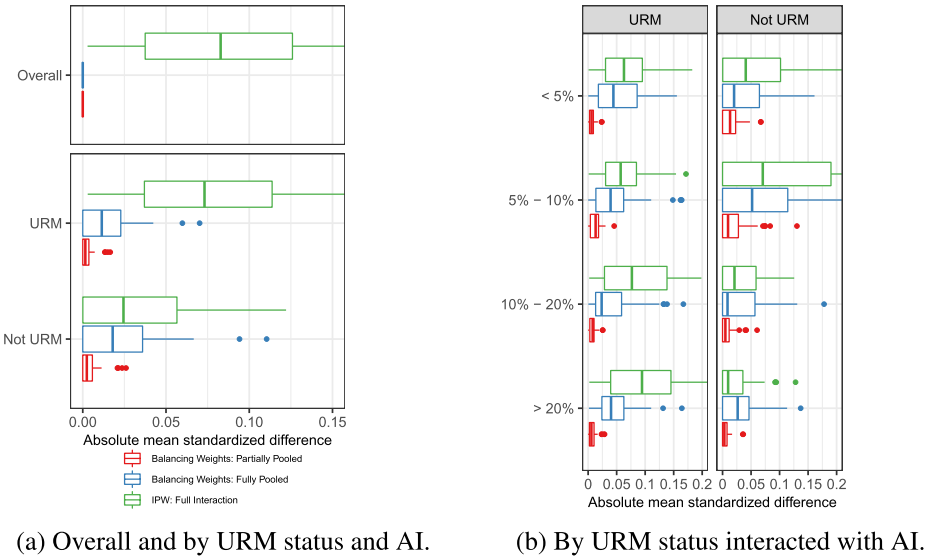 Overall
URM
Not URM
0.00 0.05 0.10 0.15
Absolute mean standardized difference
Balancing Weights: Partially Pooled
Balancing Weights: Fully Pooled
IPW: Full Interaction
(a) Overall and by URM status and AI.
URM Not URM
< 5%
5% − 10%
10% − 20%
> 20%
0 0.05 0.1 0.15 0.2 0 0.05 0.1 0.15 0.2
Absolute mean standardized difference
(b) By URM status interacted with AI.